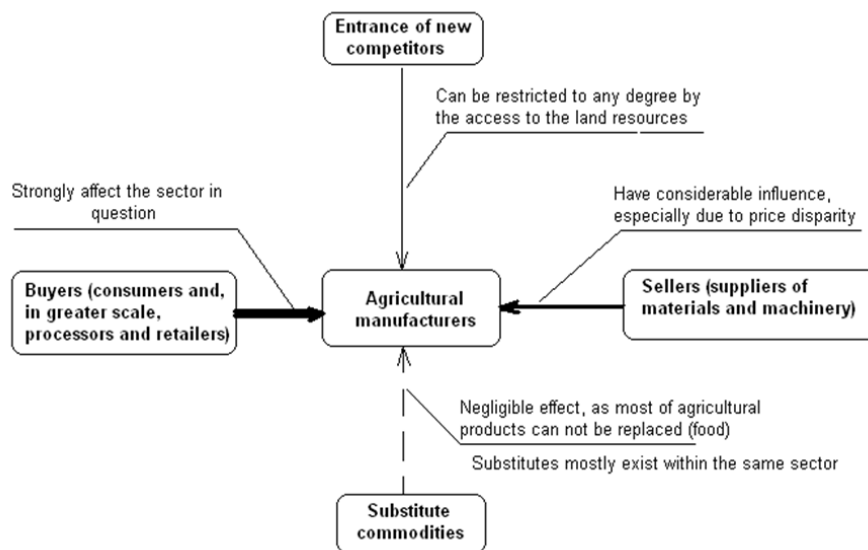 Entrance of new
competitors
Can be restricted to any degree by
the access to the land resources
Strongly affect the sector in
question
Have considerable influence,
especially due to price disparity
Buyers (consumers and,
in greater scale,
processors and retailers)
Agricultural
manufacturers
Sellers (suppliers of
materials and machinery)
Negligible effect, as most of agricultural
products can not be replaced (food)
Substitutes mostly exist within the same sector
Substitute
commodities